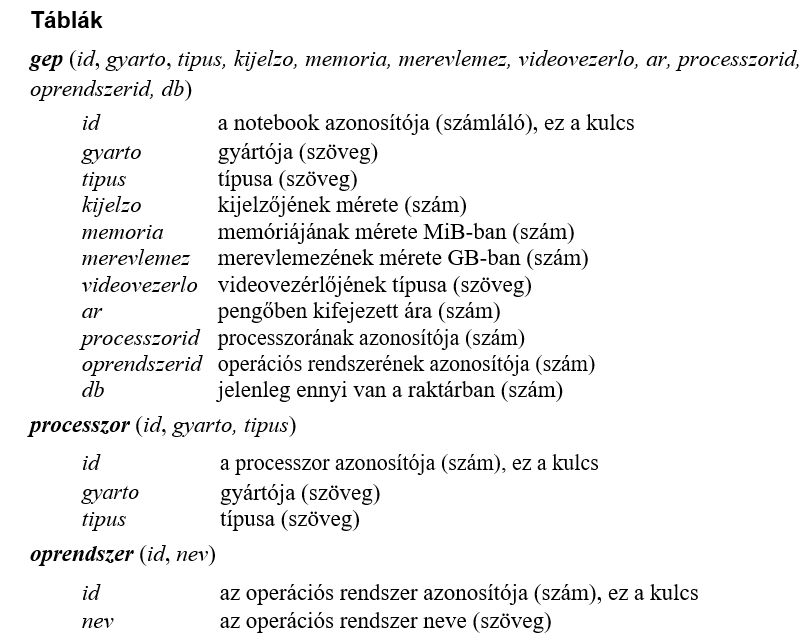 Táblák
gep (id, gyarto, tipus, kijelzo, memoria, merevlemez, videovezerlo, ar, processzorid,
oprendszerid, db)
id a notebook azonosítója (számláló), ez a kulcs
gyarto gyártója (szöveg)
tipus típusa (szöveg)
kijelzo kijelzőjének mérete (szám)
memoria memóriájának mérete MiB-ban (szám)
merevlemez merevlemezének mérete GB-ban (szám)
videovezerlo videovezérlőjének típusa (szöveg)
ar pengőben kifejezett ára (szám)
processzorid processzorának azonosítója (szám)
oprendszerid operációs rendszerének azonosítója (szám)
db jelenleg ennyi van a raktárban (szám)
processzor (id, gyarto, tipus)
id a processzor azonosítója (szám), ez a kulcs
gyarto gyártója (szöveg)
tipus típusa (szöveg)
oprendszer (id, nev)
id az operációs rendszer azonosítója (szám), ez a kulcs
nev az operációs rendszer neve (szöveg)